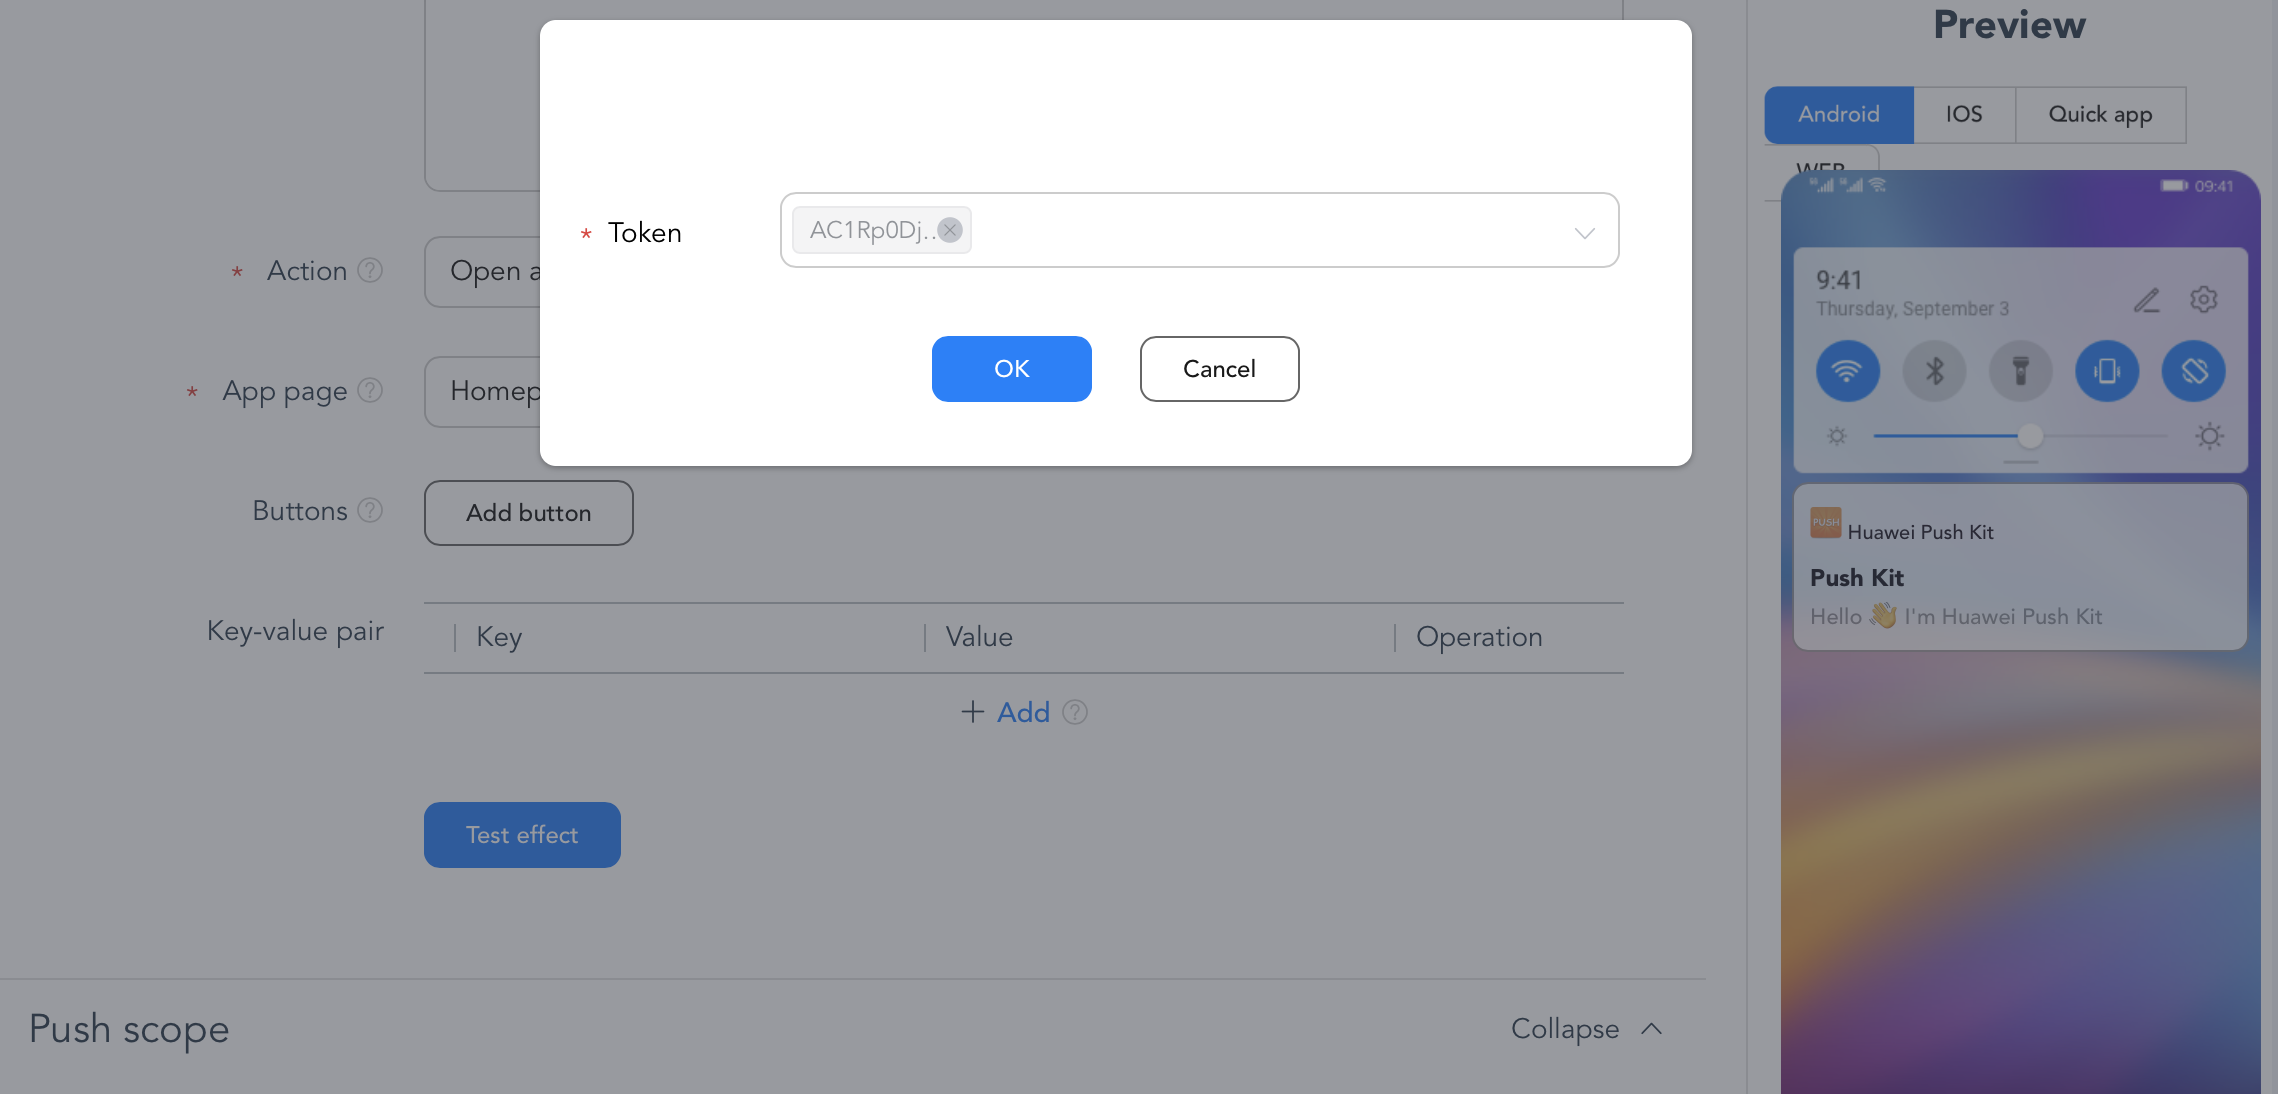 Preview
Android
IOS
Quick app
WEB
09:41
* Token
AC1Rp0Dj..
OK
Cancel
* Action ?
Open a
* App page ?
Homep
Buttons ?
Add button
Key-value pair
Key
Value
Operation
+ Add ?
Test effect
Push scope
Collapse
9:41
Thursday, September 3
PUSH
Huawei Push Kit
Push Kit
Hello 👋 I'm Huawei Push Kit